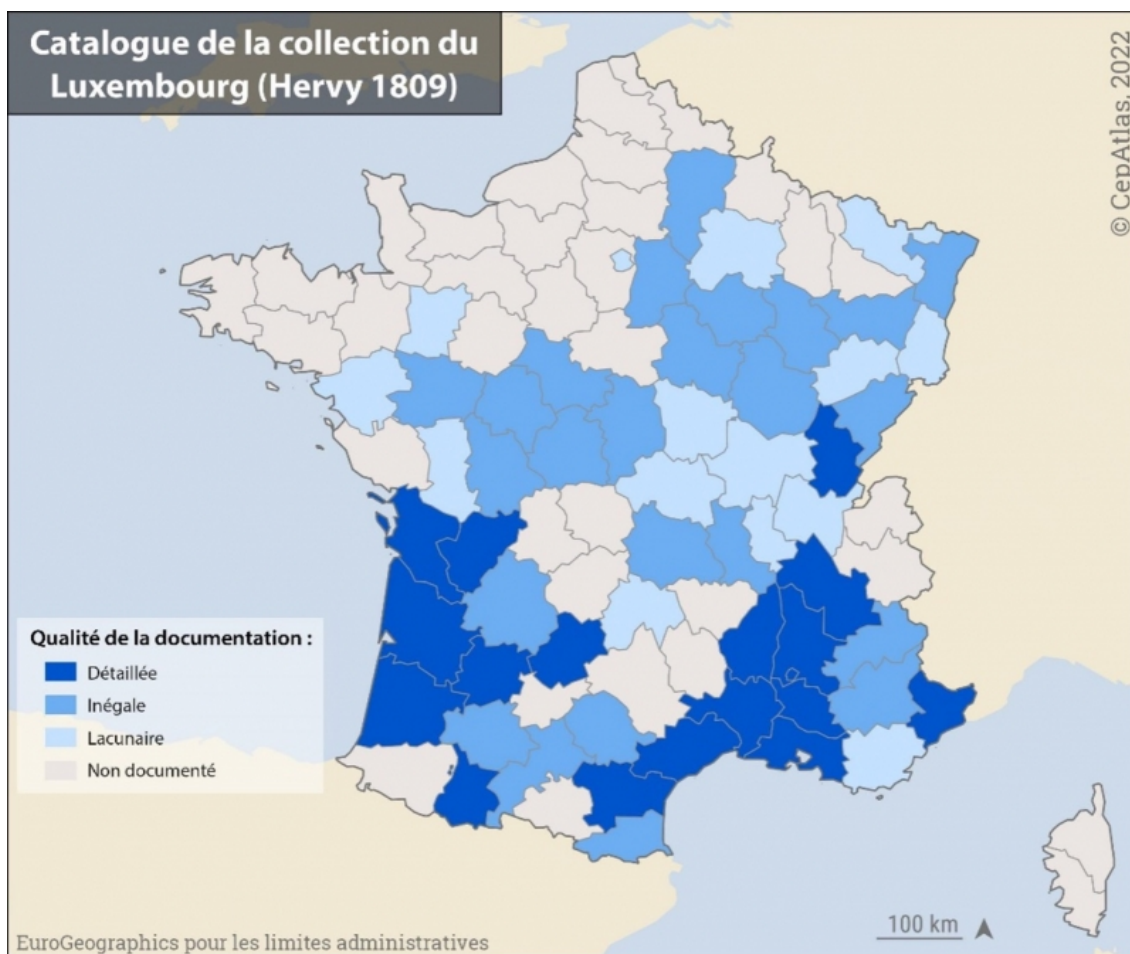 Catalogue de la collection du
Luxembourg (Hervy 1809)
© CepAtlas, 2022
Qualité de la documentation :
Détaillée
Inégale
Lacunaire
Non documenté
100 km
EuroGeographics pour les limites administratives